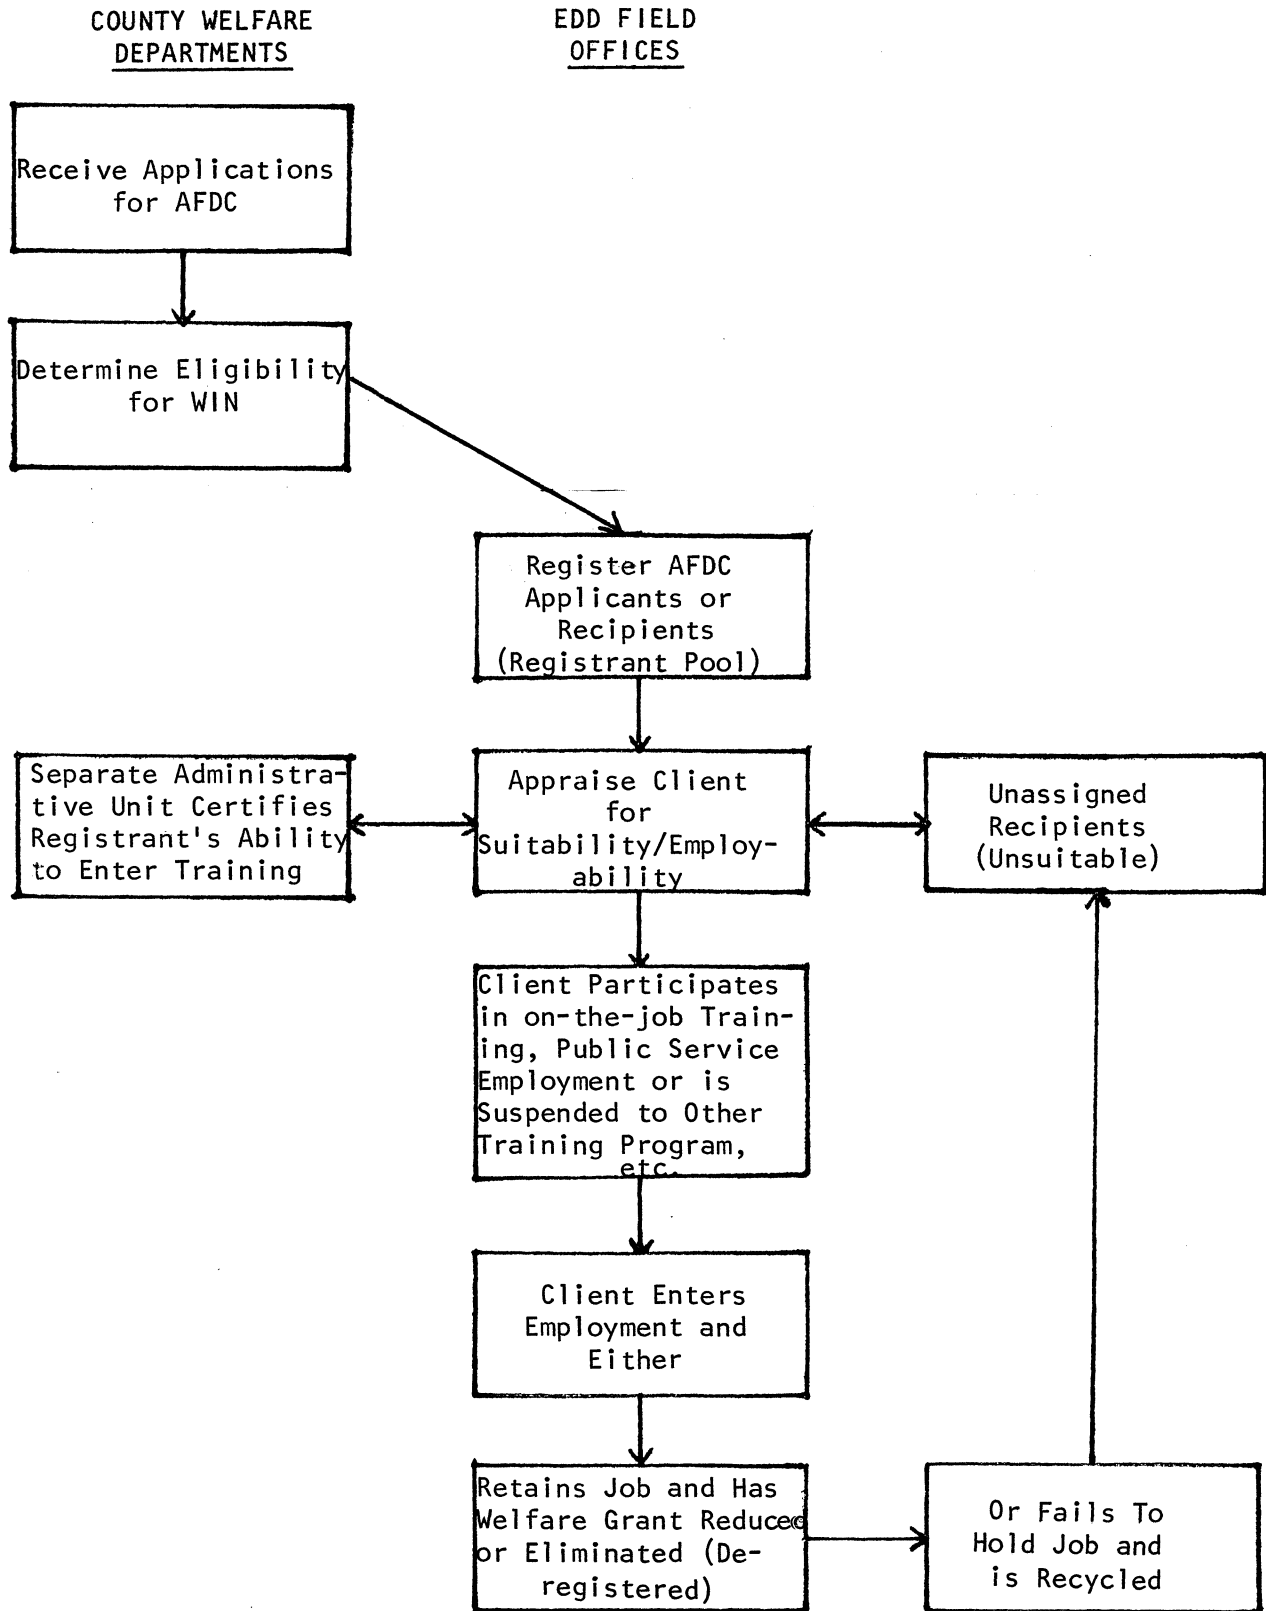 COUNTY WELFARE
DEPARTMENTS
EDD FIELD
OFFICES
Receive Applications
for AFDC
Determine Eligibility
for WIN
Register AFDC
Applicants or
Recipients
(Registrant Pool)
Separate Administra-
tive Unit Certifies
Registrant's Ability
to Enter Training
Appraise Client
for
Suitability/Employ-
ability
Unassigned
Recipients
(Unsuitable)
Client Participates
in on-the-job Train-
ing, Public Service
Employment or is
Suspended to Other
Training Program,
etc.
Client Enters
Employment and
Either
Retains Job and Has
Welfare Grant Reduced
or Eliminated (De-
registered)
Or Fails To
Hold Job and
is Recycled